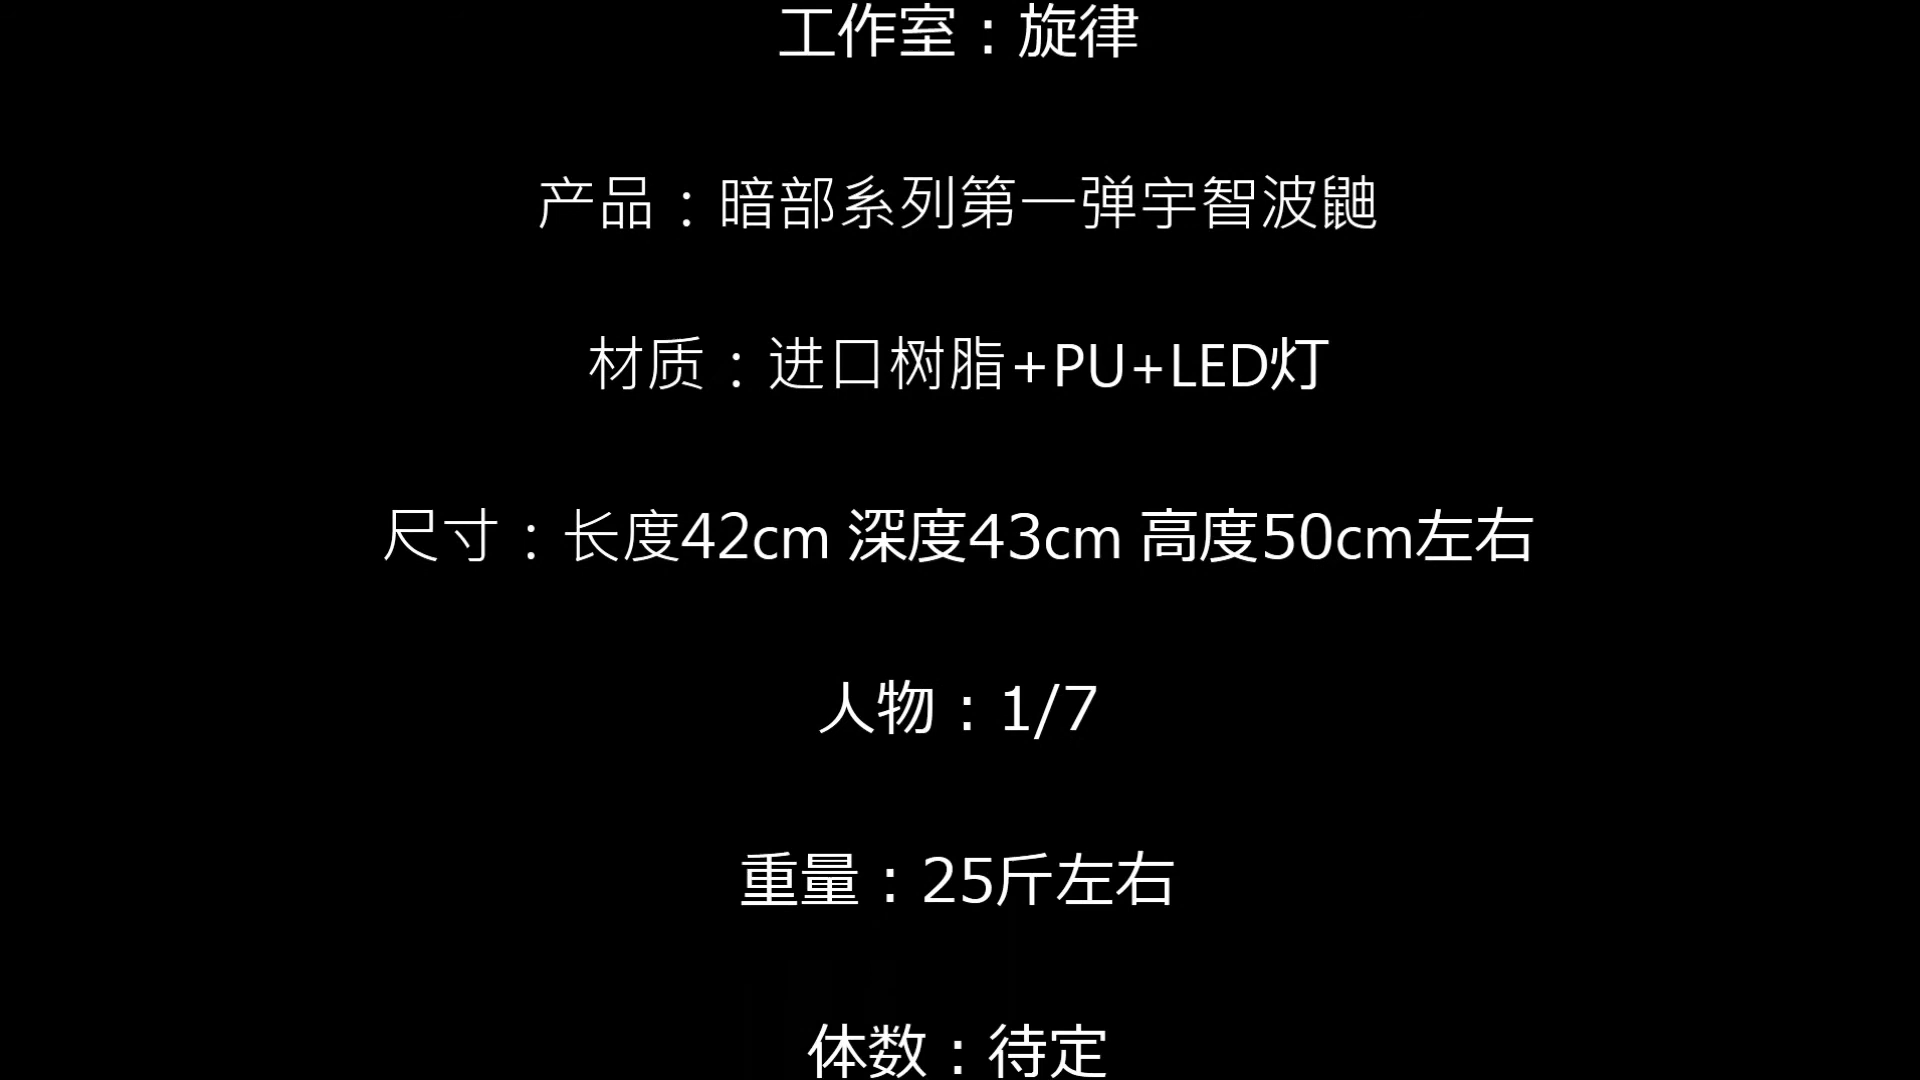 工作室：旋律
产品：暗部系列第一弹宇智波鼬
材质：进口树脂+PU+LED灯
尺寸：长度42cm 深度43cm 高度50cm左右
人物：1/7
重量：25斤左右
体数：待定